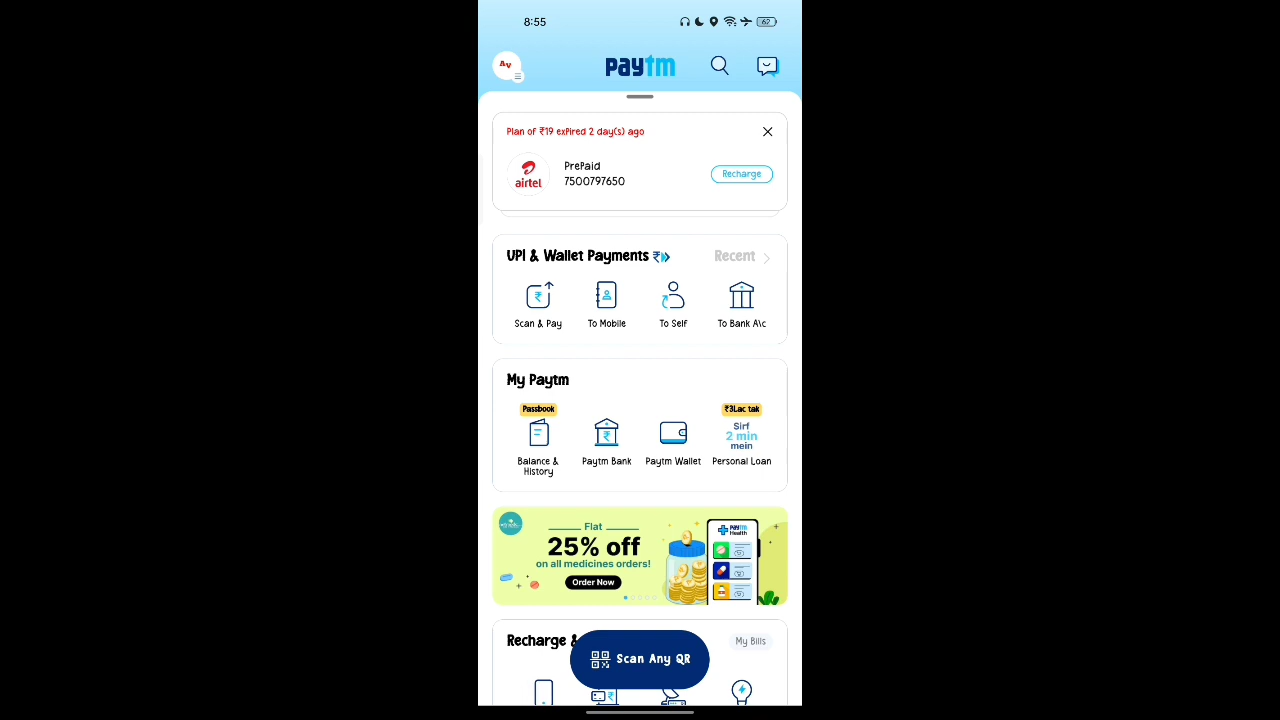 8:55
62
AV
paytm
Plan of ₹19 exPired 2 day(s) ago
PrePaid
airtel
7500797650
Recharge
UPI & Wallet Payments ₹
Recent
₹
Scan & Pay
To Mobile
To Self
To Bank A\c
My Paytm
Passbook
₹3Lac tak
Sirf
2 min
mein
₹
Balance &
History
Paytm Bank
Paytm Wallet
Personal Loan
Flat
25% off
on all medicines orders!
Order Now
Paytm
Health
Recharge &
My Bills
Scan Any QR
₹